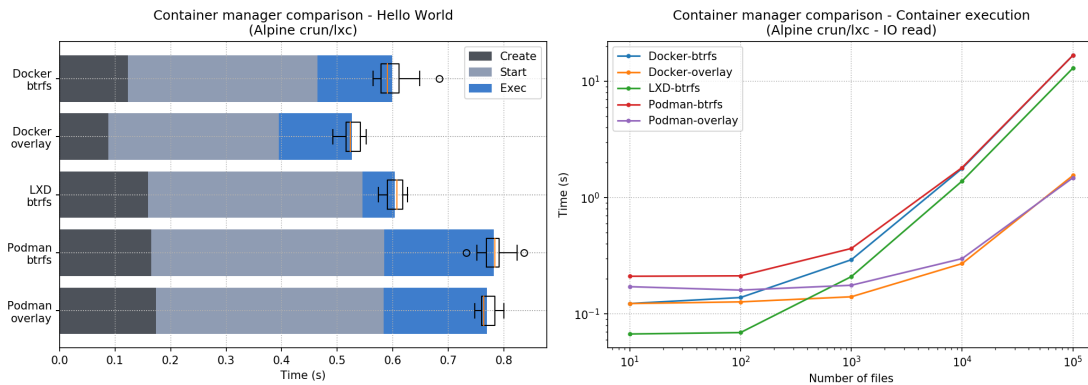 Container manager comparison - Hello World
(Alpine crun/lxc)
Docker
btrfs
Docker
overlay
LXD
btrfs
Podman
btrfs
Podman
overlay
Create
Start
Exec
0.0 0.1 0.2 0.3 0.4 0.5 0.6 0.7 0.8
Time (s)
Container manager comparison - Container execution
(Alpine crun/lxc - IO read)
Docker-btrfs
Docker-overlay
LXD-btrfs
Podman-btrfs
Podman-overlay
Time (s)
10¹
10⁰
10⁻¹
10¹ 10² 10³ 10⁴ 10⁵
Number of files